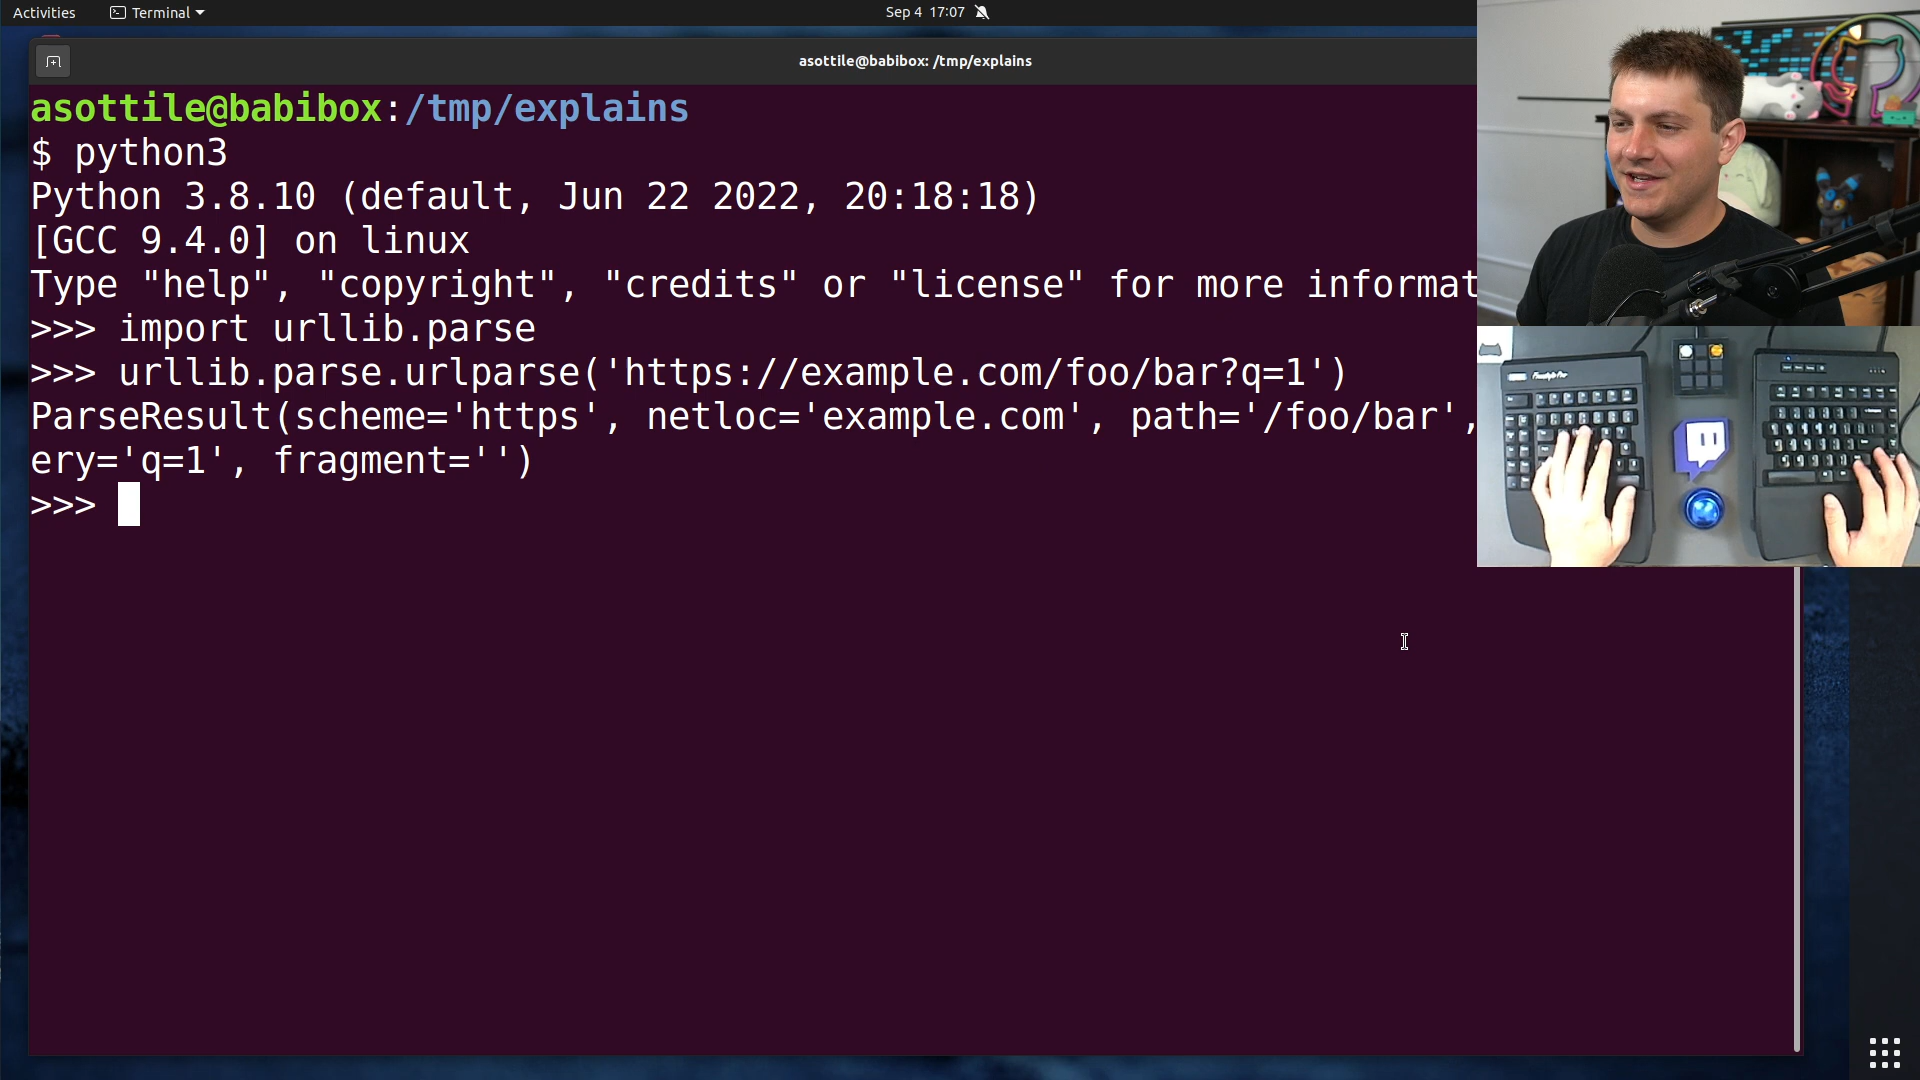 Activities
Terminal
Sep 4 17:07
asottile@babibox: /tmp/explains
asottile@babibox:/tmp/explains
$ python3
Python 3.8.10 (default, Jun 22 2022, 20:18:18)
[GCC 9.4.0] on linux
Type "help", "copyright", "credits" or "license" for more informat
>>> import urllib.parse
>>> urllib.parse.urlparse('https://example.com/foo/bar?q=1')
ParseResult(scheme='https', netloc='example.com', path='/foo/bar',
ery='q=1', fragment='')
>>>